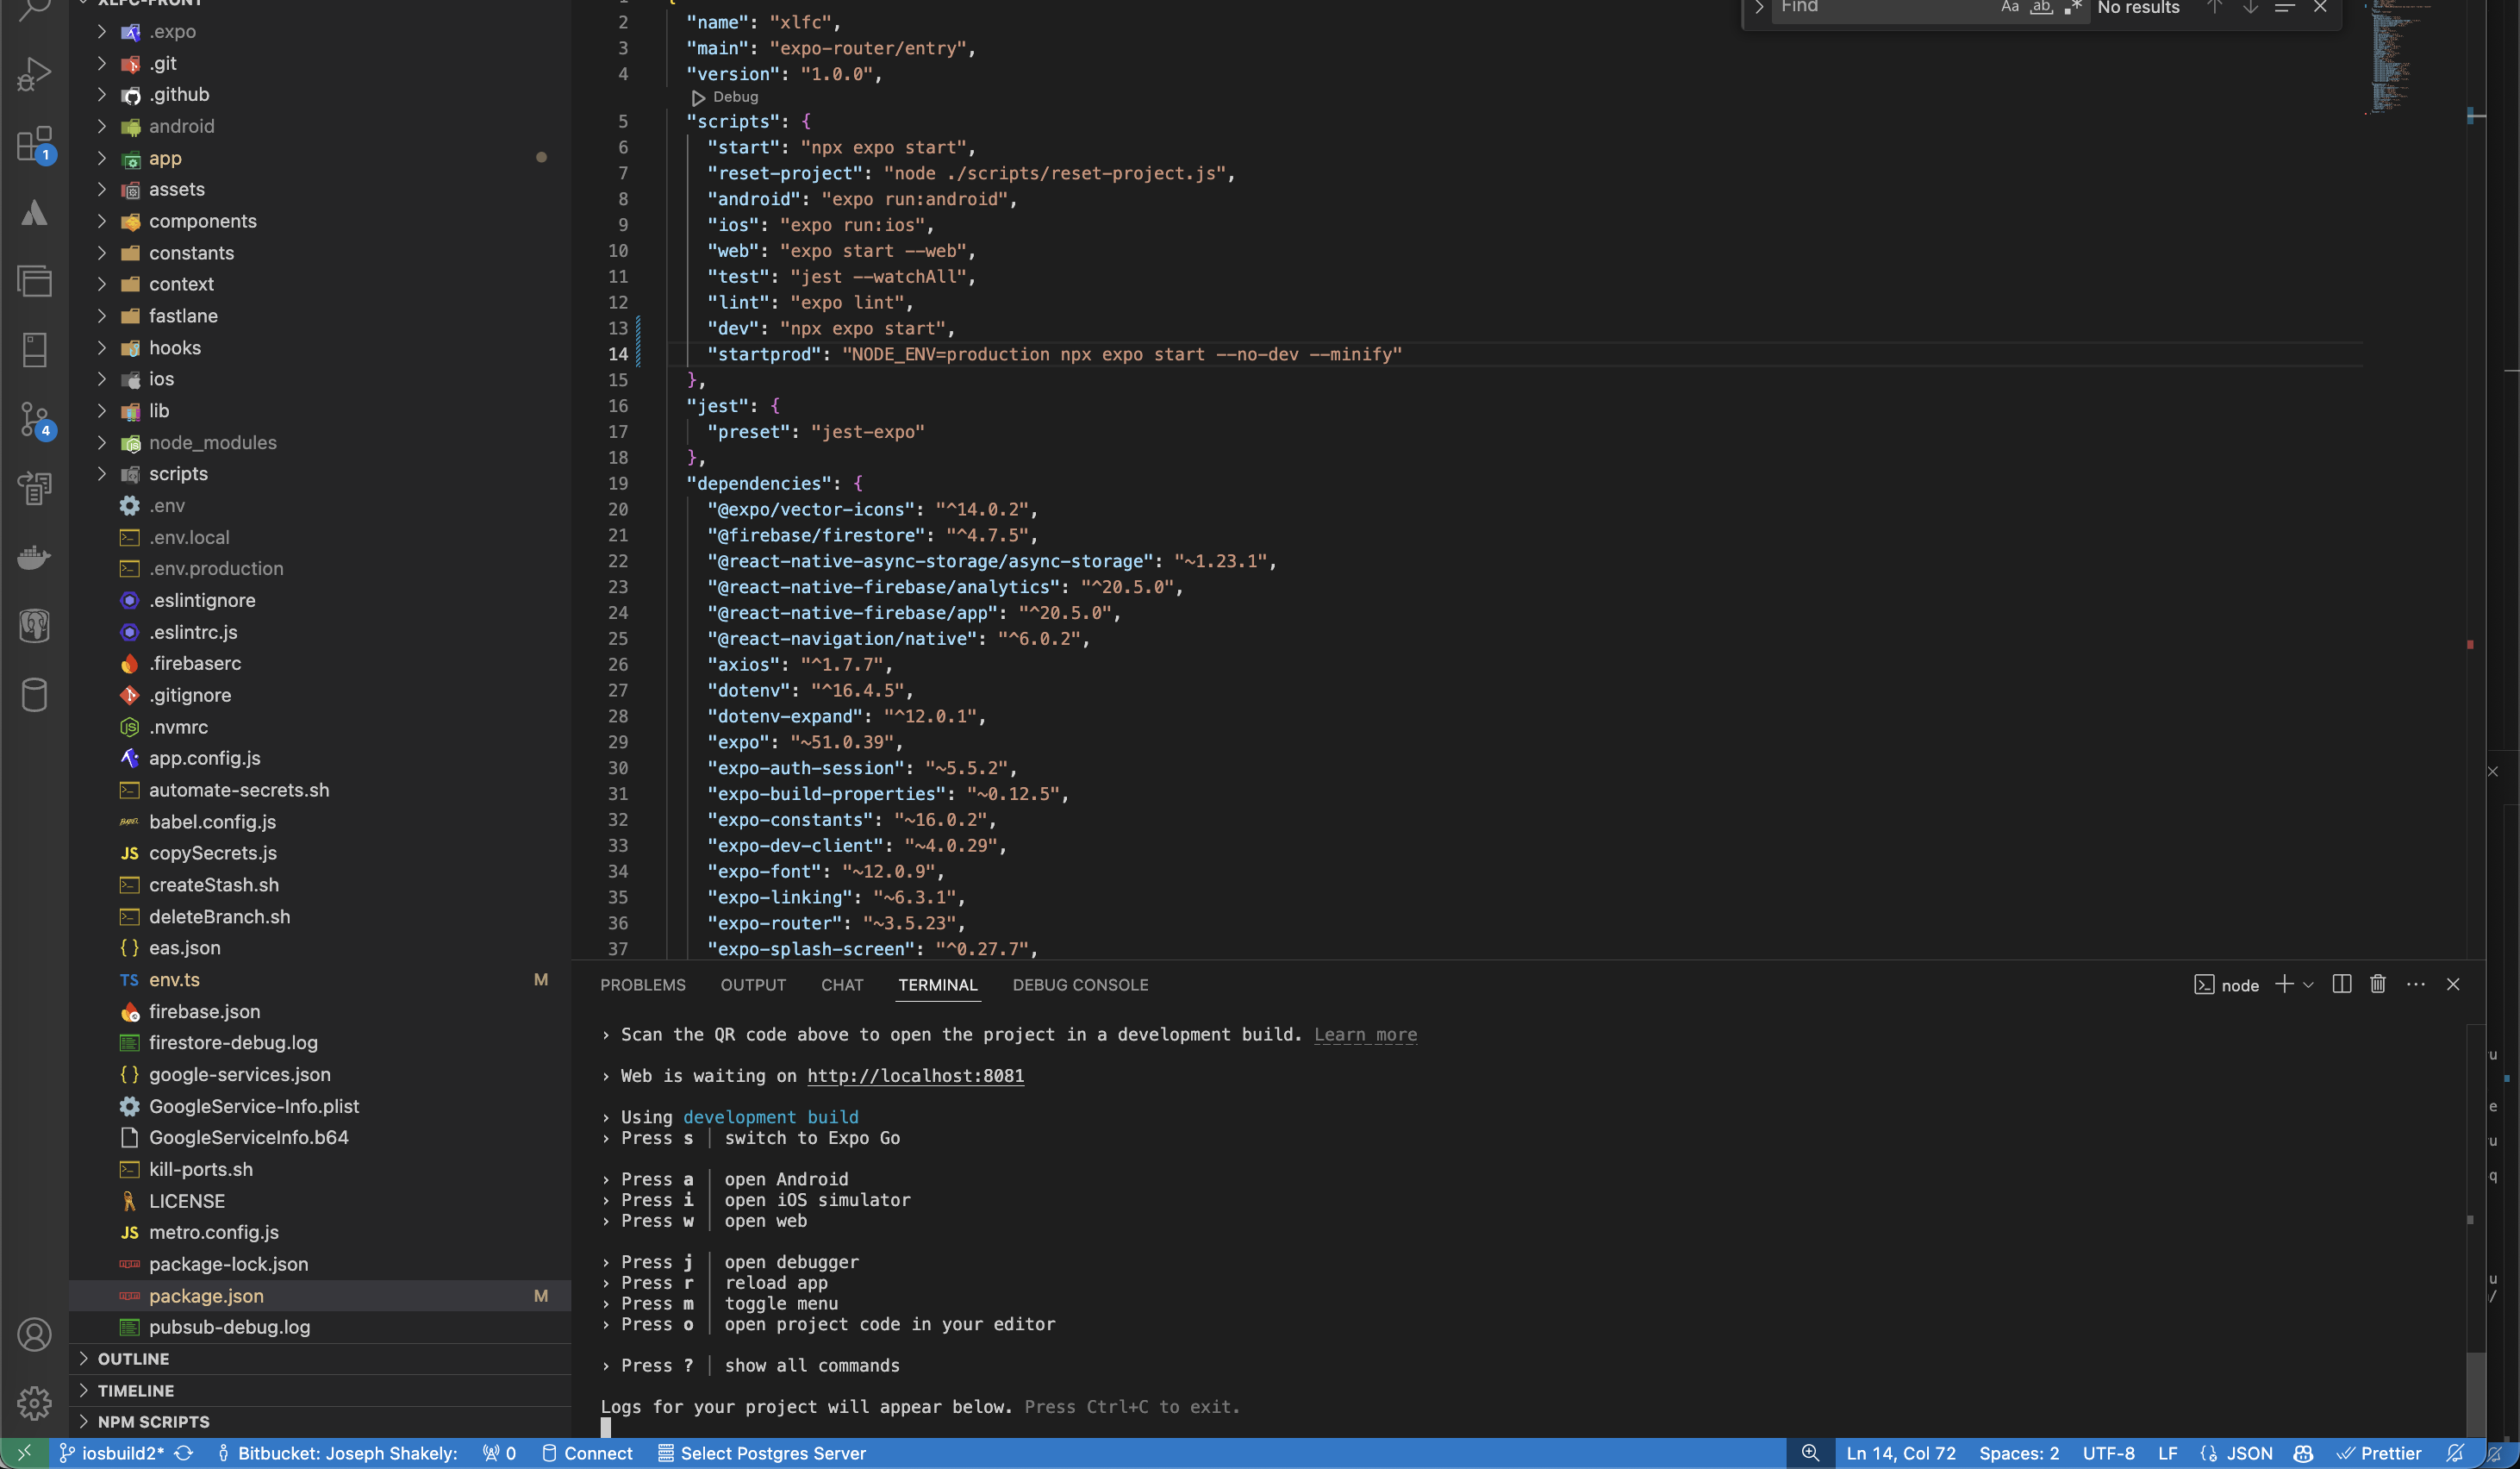 XLFC-FRONT
.expo
.git
.github
android
app
assets
components
constants
context
fastlane
hooks
ios
lib
node_modules
scripts
.env
.env.local
.env.production
.eslintignore
.eslintrc.js
.firebaserc
.gitignore
.nvmrc
app.config.js
automate-secrets.sh
babel.config.js
JS copySecrets.js
createStash.sh
deleteBranch.sh
{} eas.json
TS env.ts M
firebase.json
firestore-debug.log
{} google-services.json
GoogleService-Info.plist
GoogleServiceInfo.b64
kill-ports.sh
LICENSE
JS metro.config.js
package-lock.json
package.json M
pubsub-debug.log
OUTLINE
TIMELINE
NPM SCRIPTS
1
4
Find Aa ab .* No results
1 {
2 "name": "xlfc",
3 "main": "expo-router/entry",
4 "version": "1.0.0",
Debug
5 "scripts": {
6 "start": "npx expo start",
7 "reset-project": "node ./scripts/reset-project.js",
8 "android": "expo run:android",
9 "ios": "expo run:ios",
10 "web": "expo start --web",
11 "test": "jest --watchAll",
12 "lint": "expo lint",
13 "dev": "npx expo start",
14 "startprod": "NODE_ENV=production npx expo start --no-dev --minify"
15 },
16 "jest": {
17 "preset": "jest-expo"
18 },
19 "dependencies": {
20 "@expo/vector-icons": "^14.0.2",
21 "@firebase/firestore": "^4.7.5",
22 "@react-native-async-storage/async-storage": "~1.23.1",
23 "@react-native-firebase/analytics": "^20.5.0",
24 "@react-native-firebase/app": "^20.5.0",
25 "@react-navigation/native": "^6.0.2",
26 "axios": "^1.7.7",
27 "dotenv": "^16.4.5",
28 "dotenv-expand": "^12.0.1",
29 "expo": "~51.0.39",
30 "expo-auth-session": "~5.5.2",
31 "expo-build-properties": "~0.12.5",
32 "expo-constants": "~16.0.2",
33 "expo-dev-client": "~4.0.29",
34 "expo-font": "~12.0.9",
35 "expo-linking": "~6.3.1",
36 "expo-router": "~3.5.23",
37 "expo-splash-screen": "^0.27.7",
PROBLEMS OUTPUT CHAT TERMINAL DEBUG CONSOLE node
› Scan the QR code above to open the project in a development build. Learn more
› Web is waiting on http://localhost:8081
› Using development build
› Press s │ switch to Expo Go
› Press a │ open Android
› Press i │ open iOS simulator
› Press w │ open web
› Press j │ open debugger
› Press r │ reload app
› Press m │ toggle menu
› Press o │ open project code in your editor
› Press ? │ show all commands
Logs for your project will appear below. Press Ctrl+C to exit.
iosbuild2* Bitbucket: Joseph Shakely: 0 Connect Select Postgres Server Ln 14, Col 72 Spaces: 2 UTF-8 LF JSON Prettier